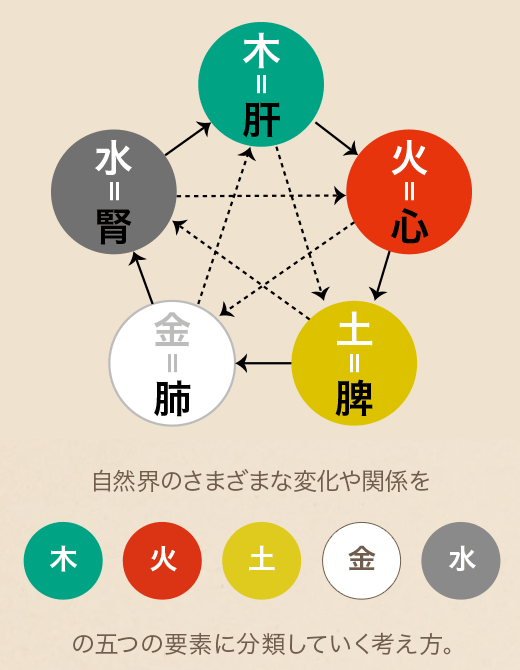 木
=
肝
水
=
腎
火
=
心
金
=
肺
土
=
脾
自然界のさまざまな変化や関係を
木 火 土 金 水
の五つの要素に分類していく考え方。